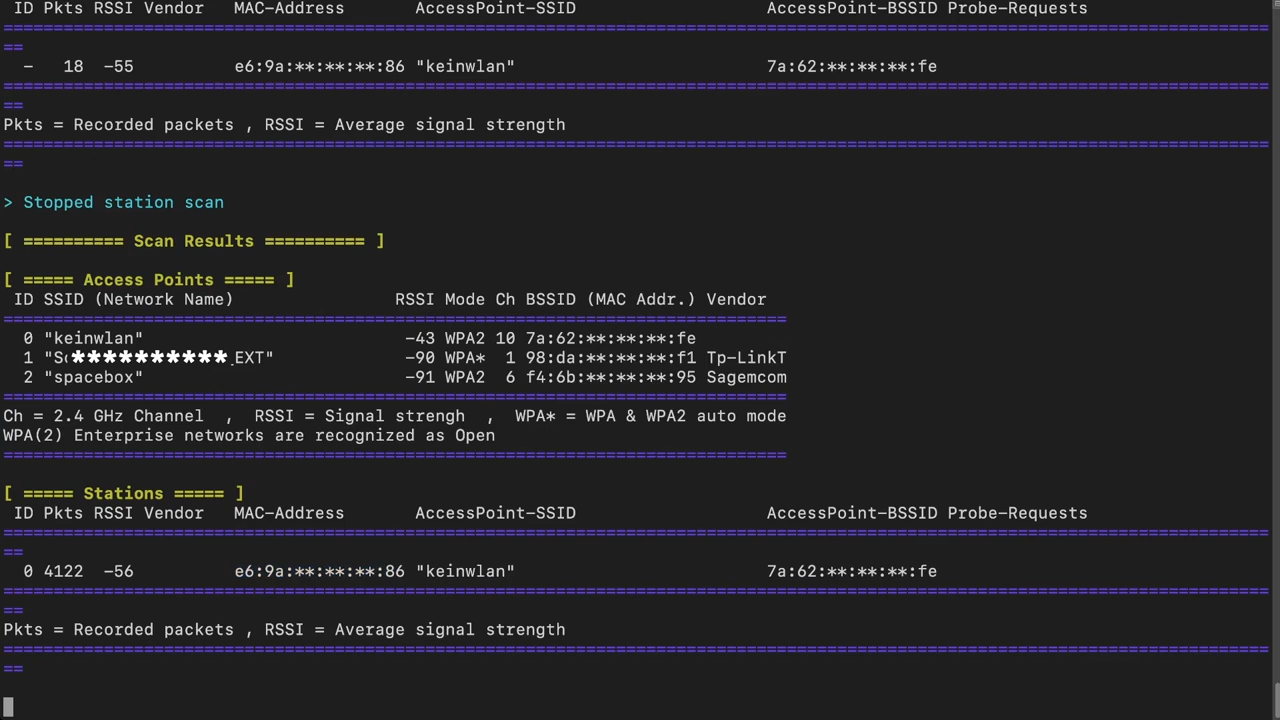 ID Pkts RSSI Vendor   MAC-Address       AccessPoint-SSID                   AccessPoint-BSSID Probe-Requests
==============================================================================================================================
==
-   18  -55          e6:9a:**:**:**:86 "keinwlan"                         7a:62:**:**:**:fe
==============================================================================================================================
==
Pkts = Recorded packets , RSSI = Average signal strength
==============================================================================================================================
==
> Stopped station scan
[ ========== Scan Results ========== ]
[ ===== Access Points ===== ]
ID SSID (Network Name)                RSSI Mode Ch BSSID (MAC Addr.) Vendor
==============================================================================
0 "keinwlan"                          -43 WPA2 10 7a:62:**:**:**:fe
1 "Sc**********_EXT"                  -90 WPA*  1 98:da:**:**:**:f1 Tp-LinkT
2 "spacebox"                          -91 WPA2  6 f4:6b:**:**:**:95 Sagemcom
==============================================================================
Ch = 2.4 GHz Channel  ,  RSSI = Signal strengh  ,  WPA* = WPA & WPA2 auto mode
WPA(2) Enterprise networks are recognized as Open
==============================================================================
[ ===== Stations ===== ]
ID Pkts RSSI Vendor   MAC-Address       AccessPoint-SSID                   AccessPoint-BSSID Probe-Requests
==============================================================================================================================
==
0 4122  -56          e6:9a:**:**:**:86 "keinwlan"                         7a:62:**:**:**:fe
==============================================================================================================================
==
Pkts = Recorded packets , RSSI = Average signal strength
==============================================================================================================================
==